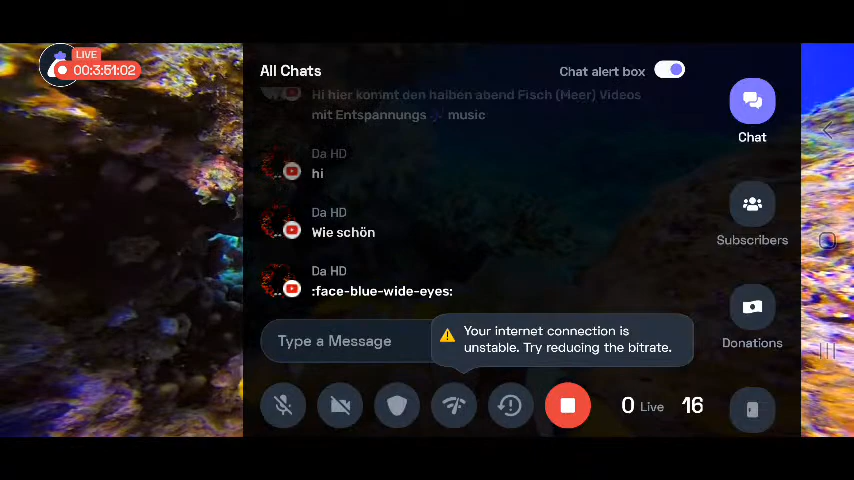 LIVE
00:3:51:02
All Chats
Chat alert box
Hi hier kommt den halben abend Fisch (Meer) Videos
mit Entspannungs 🎶 music
Chat
Da HD
hi
Da HD
Wie schön
Subscribers
Da HD
:face-blue-wide-eyes:
Type a Message
Your internet connection is
unstable. Try reducing the bitrate.
Donations
0 Live 16